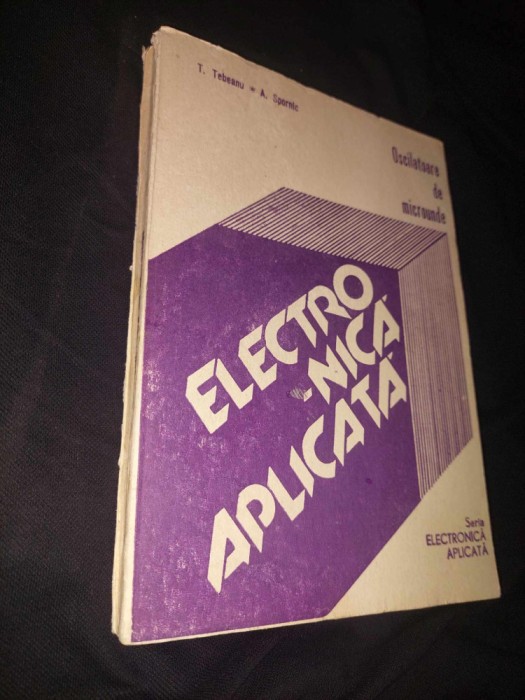 T. Tebeanu * A. Spornic
Oscilatoare
de
microunde
ELECTRO
-NICĂ
APLICATĂ
Seria
ELECTRONICĂ
APLICATĂ